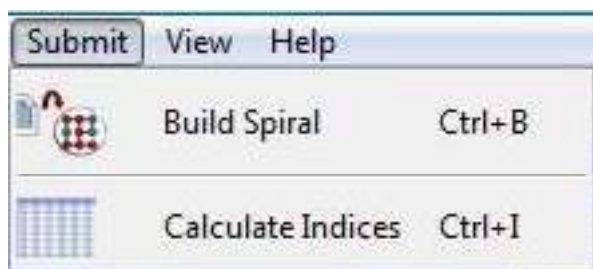 Submit View Help
Build Spiral Ctrl+B
Calculate Indices Ctrl+I